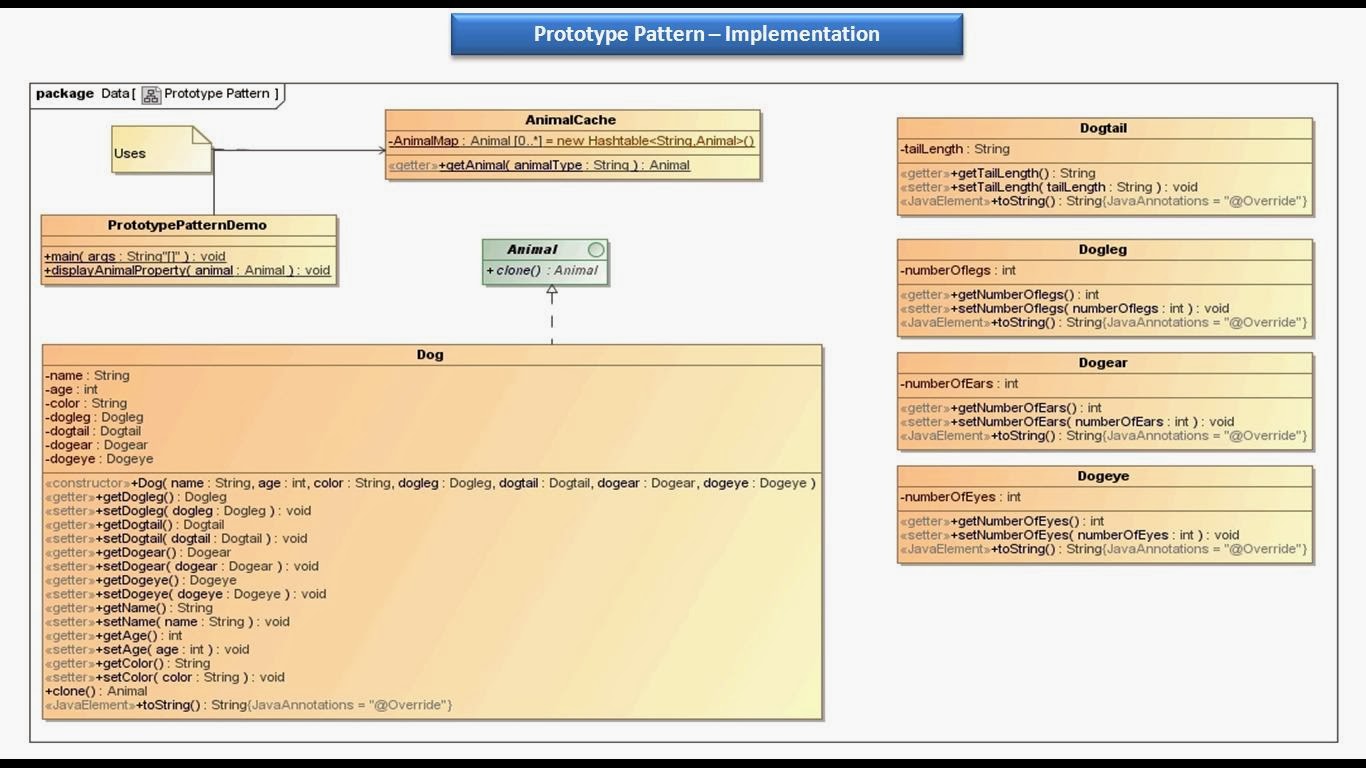 Prototype Pattern – Implementation
package Data [ Prototype Pattern ]
Uses
AnimalCache
-AnimalMap : Animal [0..*] = new Hashtable<String,Animal>()
«getter»+getAnimal( animalType : String ) : Animal
PrototypePatternDemo
+main( args : String"[]" ) : void
+displayAnimalProperty( animal : Animal ) : void
Animal
+clone() : Animal
Dog
-name : String
-age : int
-color : String
-dogleg : Dogleg
-dogtail : Dogtail
-dogear : Dogear
-dogeye : Dogeye
«constructor»+Dog( name : String, age : int, color : String, dogleg : Dogleg, dogtail : Dogtail, dogear : Dogear, dogeye : Dogeye )
«getter»+getDogleg() : Dogleg
«setter»+setDogleg( dogleg : Dogleg ) : void
«getter»+getDogtail() : Dogtail
«setter»+setDogtail( dogtail : Dogtail ) : void
«getter»+getDogear() : Dogear
«setter»+setDogear( dogear : Dogear ) : void
«getter»+getDogeye() : Dogeye
«setter»+setDogeye( dogeye : Dogeye ) : void
«getter»+getName() : String
«setter»+setName( name : String ) : void
«getter»+getAge() : int
«setter»+setAge( age : int ) : void
«getter»+getColor() : String
«setter»+setColor( color : String ) : void
+clone() : Animal
«JavaElement»+toString() : String{JavaAnnotations = "@Override"}
Dogtail
-tailLength : String
«getter»+getTailLength() : String
«setter»+setTailLength( tailLength : String ) : void
«JavaElement»+toString() : String{JavaAnnotations = "@Override"}
Dogleg
-numberOflegs : int
«getter»+getNumberOflegs() : int
«setter»+setNumberOflegs( numberOflegs : int ) : void
«JavaElement»+toString() : String{JavaAnnotations = "@Override"}
Dogear
-numberOfEars : int
«getter»+getNumberOfEars() : int
«setter»+setNumberOfEars( numberOfEars : int ) : void
«JavaElement»+toString() : String{JavaAnnotations = "@Override"}
Dogeye
-numberOfEyes : int
«getter»+getNumberOfEyes() : int
«setter»+setNumberOfEyes( numberOfEyes : int ) : void
«JavaElement»+toString() : String{JavaAnnotations = "@Override"}